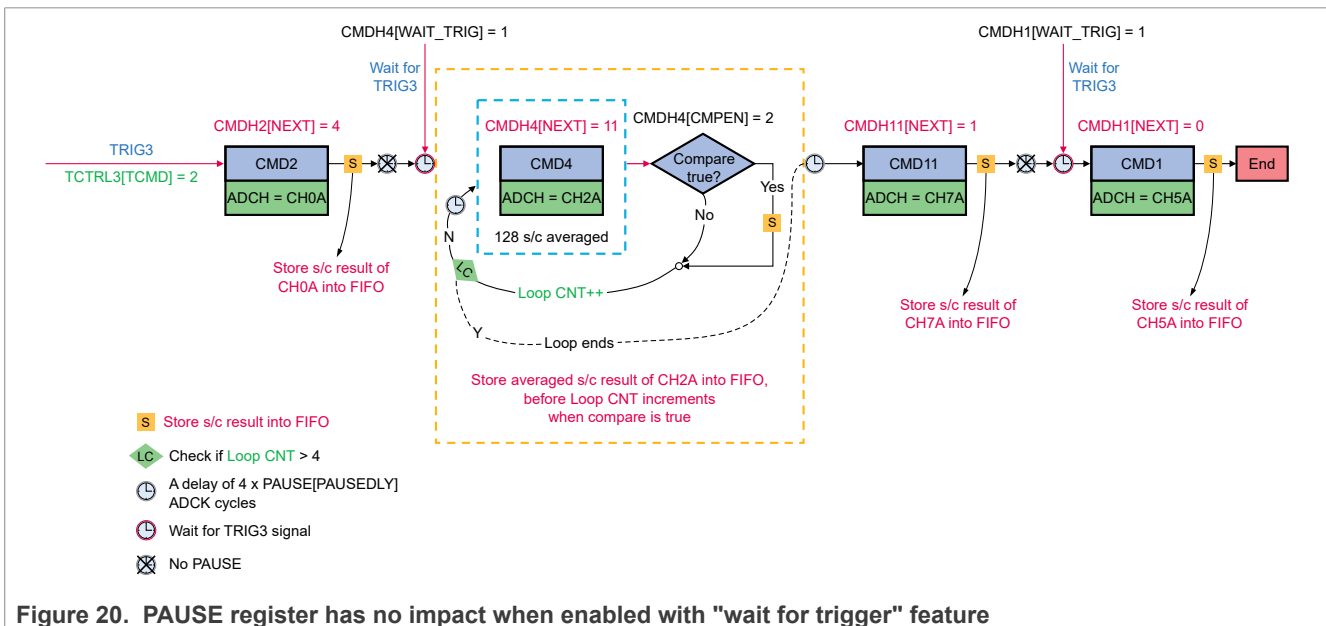 CMDH4[WAIT_TRIG] = 1
CMDH1[WAIT_TRIG] = 1
Wait for
TRIG3
Wait for
TRIG3
CMDH2[NEXT] = 4
CMDH4[NEXT] = 11
CMDH4[CMPEN] = 2
CMDH11[NEXT] = 1
CMDH1[NEXT] = 0
TRIG3
TCTRL3[TCMD] = 2
CMD2
ADCH = CH0A
S
CMD4
ADCH = CH2A
128 s/c averaged
Compare
true?
Yes
No
S
CMD11
ADCH = CH7A
S
CMD1
ADCH = CH5A
S
End
N
LC
Loop CNT++
Y
Loop ends
Store s/c result of
CH0A into FIFO
Store s/c result of
CH7A into FIFO
Store s/c result of
CH5A into FIFO
Store averaged s/c result of CH2A into FIFO,
before Loop CNT increments
when compare is true
S Store s/c result into FIFO
LC Check if Loop CNT > 4
A delay of 4 x PAUSE[PAUSEDLY]
ADCK cycles
Wait for TRIG3 signal
No PAUSE
Figure 20. PAUSE register has no impact when enabled with "wait for trigger" feature